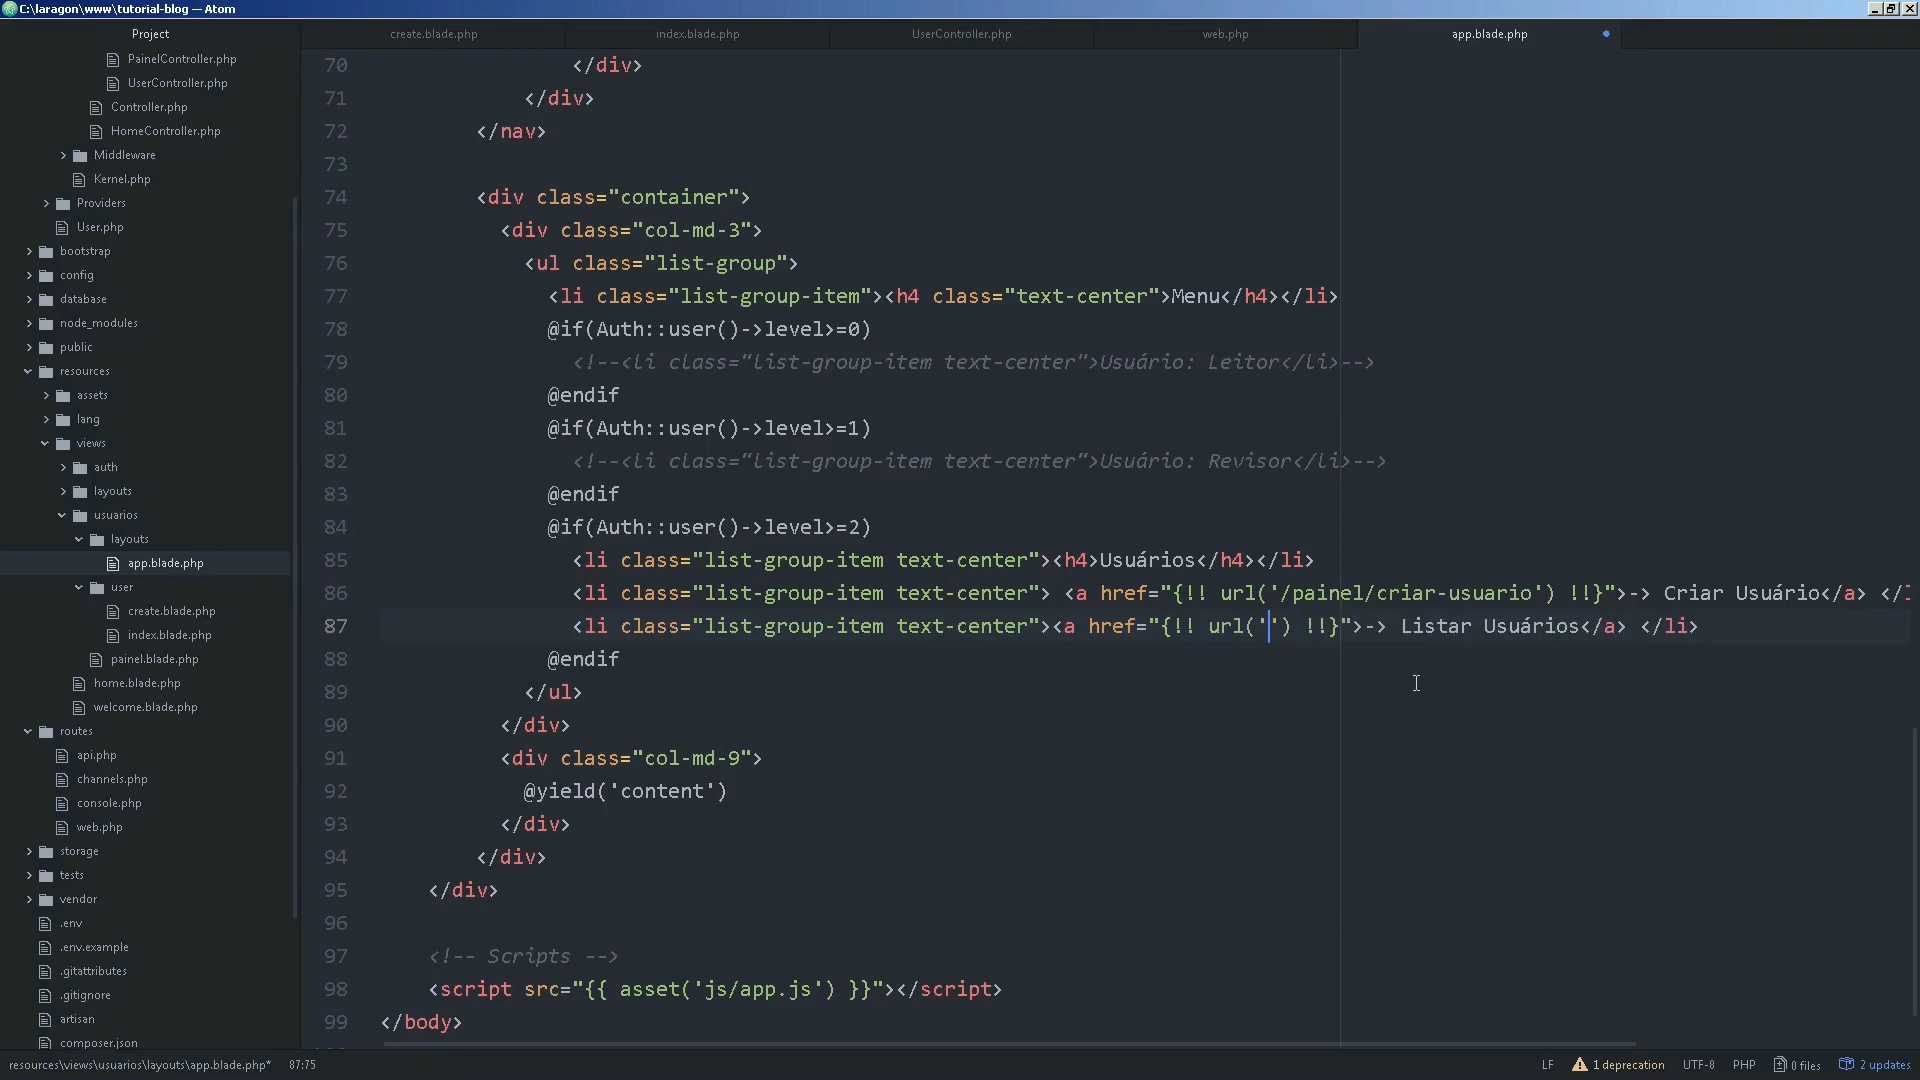 C:\laragon\www\tutorial-blog — Atom
Project
create.blade.php
index.blade.php
UserController.php
web.php
app.blade.php
PainelController.php
UserController.php
Controller.php
HomeController.php
Middleware
Kernel.php
Providers
User.php
bootstrap
config
database
node_modules
public
resources
assets
lang
views
auth
layouts
usuarios
layouts
app.blade.php
user
create.blade.php
index.blade.php
painel.blade.php
home.blade.php
welcome.blade.php
routes
api.php
channels.php
console.php
web.php
storage
tests
vendor
.env
.env.example
.gitattributes
.gitignore
artisan
composer.json
70 </div>
71 </div>
72 </nav>
73
74 <div class="container">
75 <div class="col-md-3">
76 <ul class="list-group">
77 <li class="list-group-item"><h4 class="text-center">Menu</h4></li>
78 @if(Auth::user()->level>=0)
79 <!--<li class=“list-group-item text-center“>Usuário: Leitor</li>-->
80 @endif
81 @if(Auth::user()->level>=1)
82 <!--<li class=“list-group-item text-center“>Usuário: Revisor</li>-->
83 @endif
84 @if(Auth::user()->level>=2)
85 <li class="list-group-item text-center"><h4>Usuários</h4></li>
86 <li class="list-group-item text-center"> <a href="{!! url('/painel/criar-usuario') !!}">-> Criar Usuário</a> </l
87 <li class="list-group-item text-center"><a href="{!! url('') !!}">-> Listar Usuários</a> </li>
88 @endif
89 </ul>
90 </div>
91 <div class="col-md-9">
92 @yield('content')
93 </div>
94 </div>
95 </div>
96
97 <!-- Scripts -->
98 <script src="{{ asset('js/app.js') }}"></script>
99 </body>
resources\views\usuarios\layouts\app.blade.php* 87:75
LF 1 deprecation UTF-8 PHP 0 files 2 updates